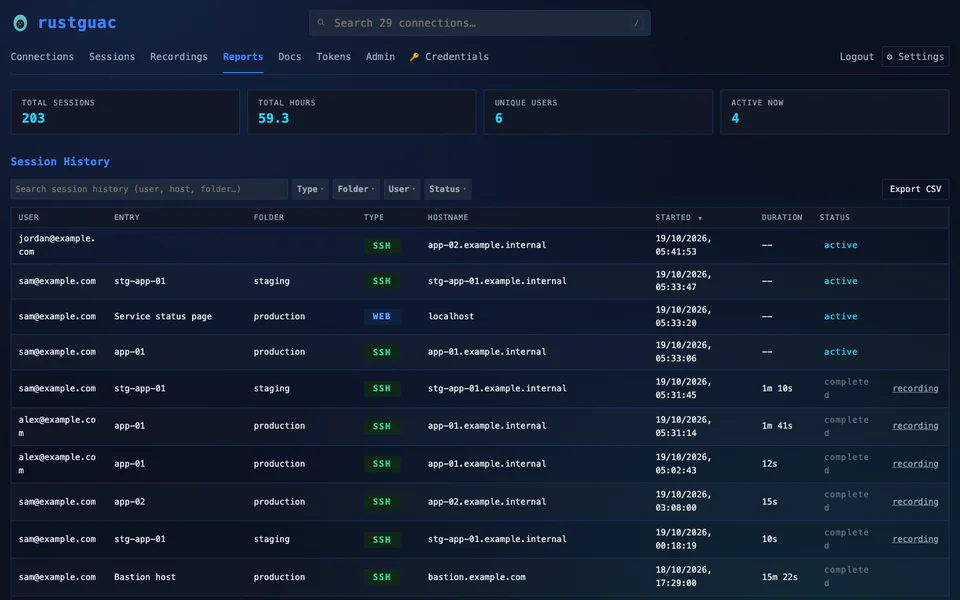 rustguac
Search 29 connections… /
Connections Sessions Recordings Reports Docs Tokens Admin Credentials Logout Settings
TOTAL SESSIONS TOTAL HOURS UNIQUE USERS ACTIVE NOW
203 59.3 6 4
Session History
Search session history (user, host, folder…) Type Folder User Status Export CSV
USER ENTRY FOLDER TYPE HOSTNAME STARTED ▾ DURATION STATUS
jordan@example. 19/10/2026,
com SSH app-02.example.internal 05:41:53 —— active
19/10/2026,
sam@example.com stg-app-01 staging SSH stg-app-01.example.internal 05:33:47 —— active
19/10/2026,
sam@example.com Service status page production WEB localhost 05:33:20 —— active
19/10/2026,
sam@example.com app-01 production SSH app-01.example.internal 05:33:06 —— active
19/10/2026, complete
sam@example.com stg-app-01 staging SSH stg-app-01.example.internal 05:31:45 1m 10s d recording
alex@example.co 19/10/2026, complete
m app-01 production SSH app-01.example.internal 05:31:14 1m 41s d recording
alex@example.co 19/10/2026, complete
m app-01 production SSH app-01.example.internal 05:02:43 12s d recording
19/10/2026, complete
sam@example.com app-02 production SSH app-02.example.internal 03:08:00 15s d recording
19/10/2026, complete
sam@example.com stg-app-01 staging SSH stg-app-01.example.internal 00:18:19 10s d recording
18/10/2026, complete
sam@example.com Bastion host production SSH bastion.example.com 17:29:00 15m 22s d